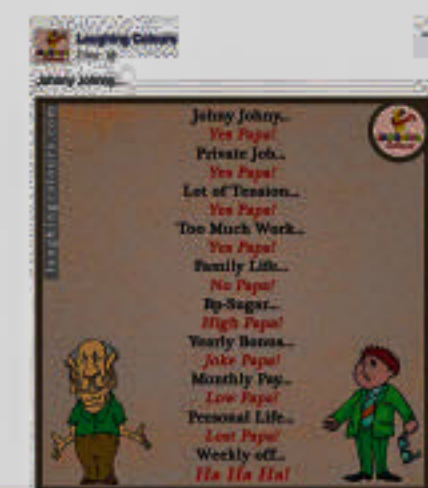 Laughing Colours
Johny Johny...
laughingcolours.com
Johny Johny...
Yes Papa!
Private Job...
Yes Papa!
Lot of Tension...
Yes Papa!
Too Much Work...
Yes Papa!
Family Life...
No Papa!
Bp-Sugar...
High Papa!
Yearly Bonus...
Joke Papa!
Monthly Pay...
Low Papa!
Personal Life...
Lost Papa!
Weekly off...
Ha Ha Ha!